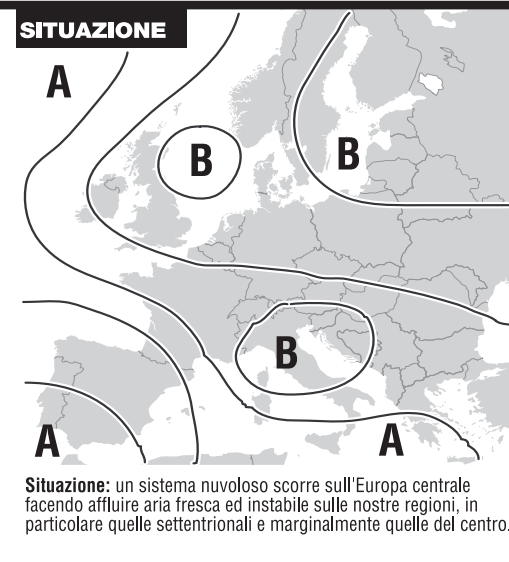 SITUAZIONE
A
B
B
B
A
A
Situazione: un sistema nuvoloso scorre sull'Europa centrale
facendo affluire aria fresca ed instabile sulle nostre regioni, in
particolare quelle settentrionali e marginalmente quelle del centro.